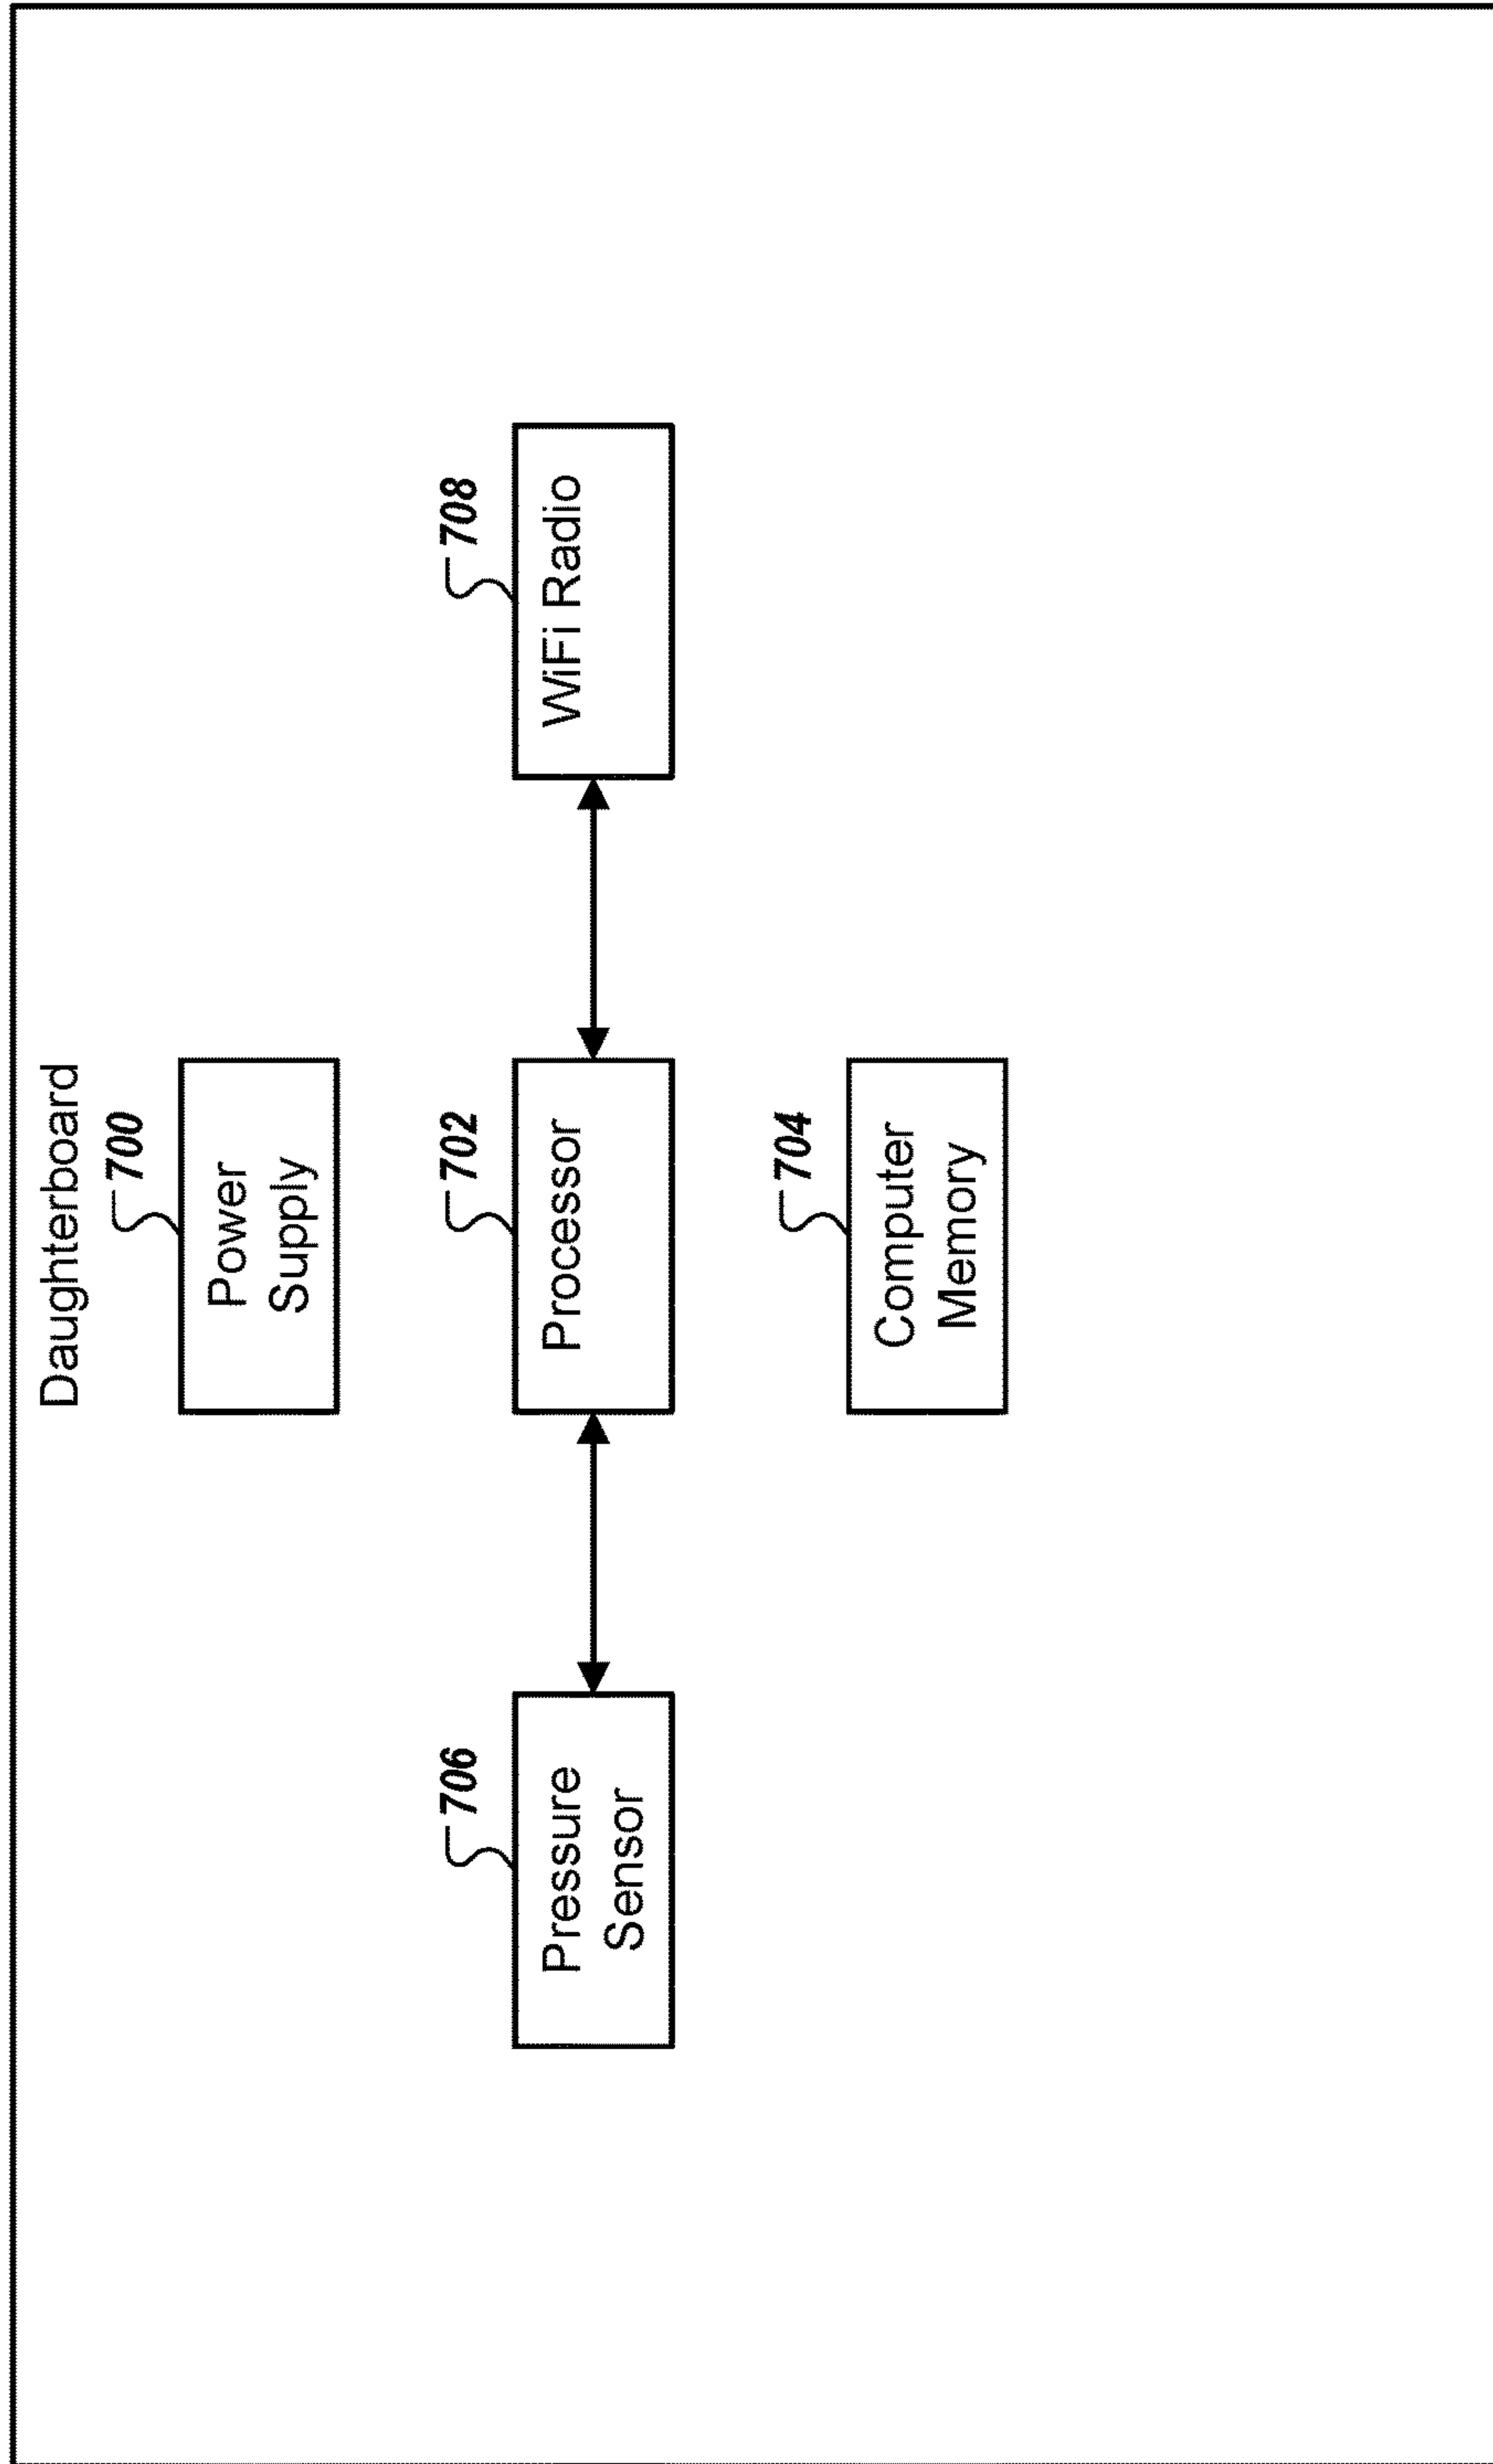 Daughterboard
700
Power
Supply
706
Pressure
Sensor
702
Processor
708
WiFi Radio
704
Computer
Memory